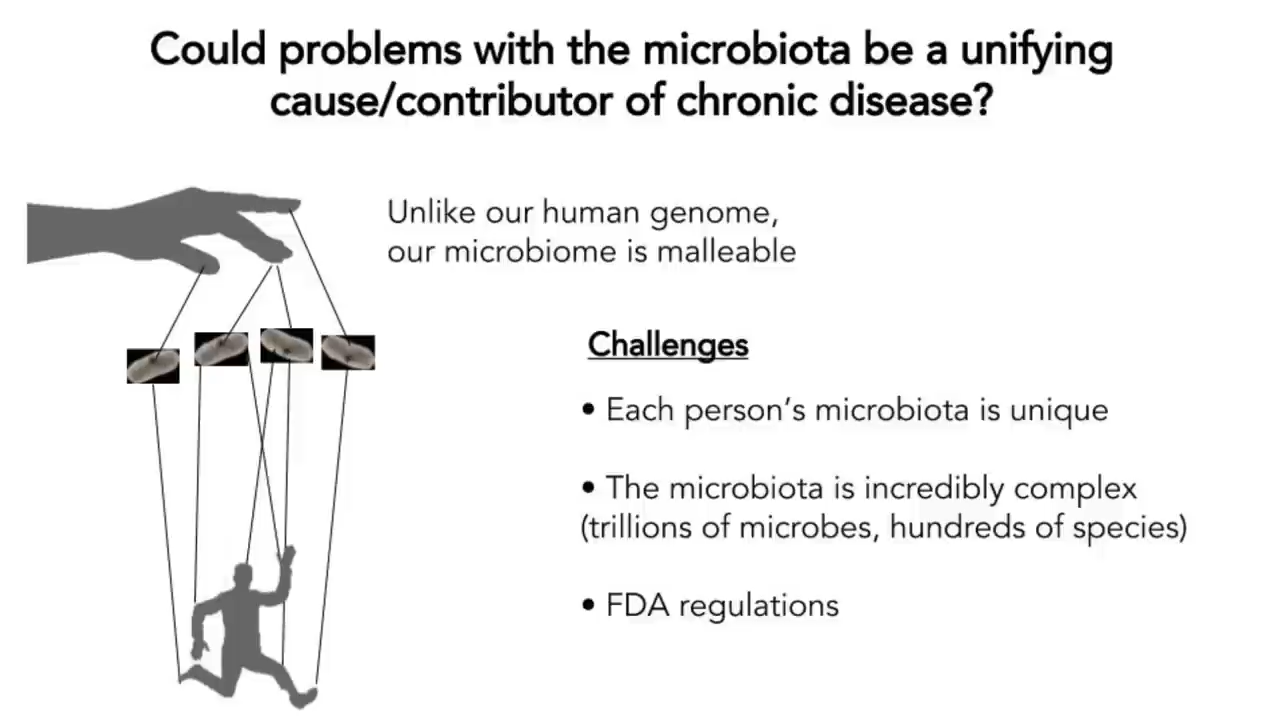 Could problems with the microbiota be a unifying
cause/contributor of chronic disease?
Unlike our human genome,
our microbiome is malleable
Challenges
• Each person’s microbiota is unique
• The microbiota is incredibly complex
(trillions of microbes, hundreds of species)
• FDA regulations